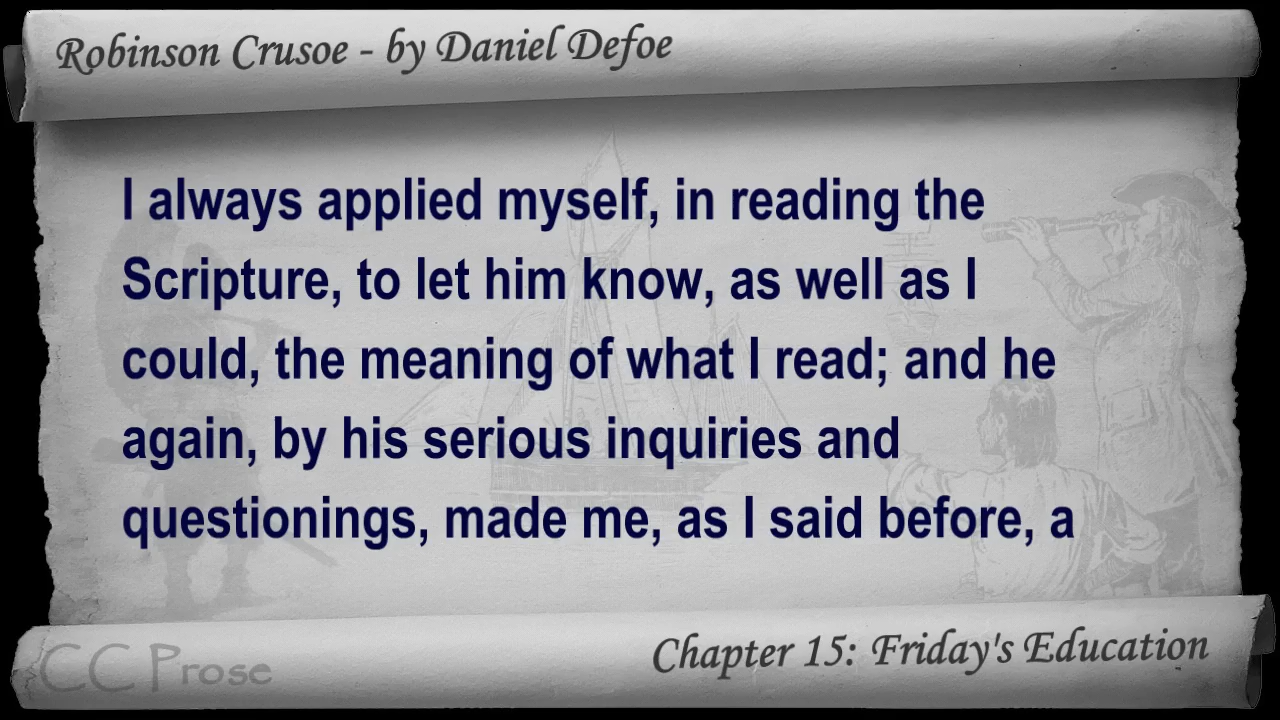 Robinson Crusoe - by Daniel Defoe
I always applied myself, in reading the
Scripture, to let him know, as well as I
could, the meaning of what I read; and he
again, by his serious inquiries and
questionings, made me, as I said before, a
CC Prose
Chapter 15: Friday's Education